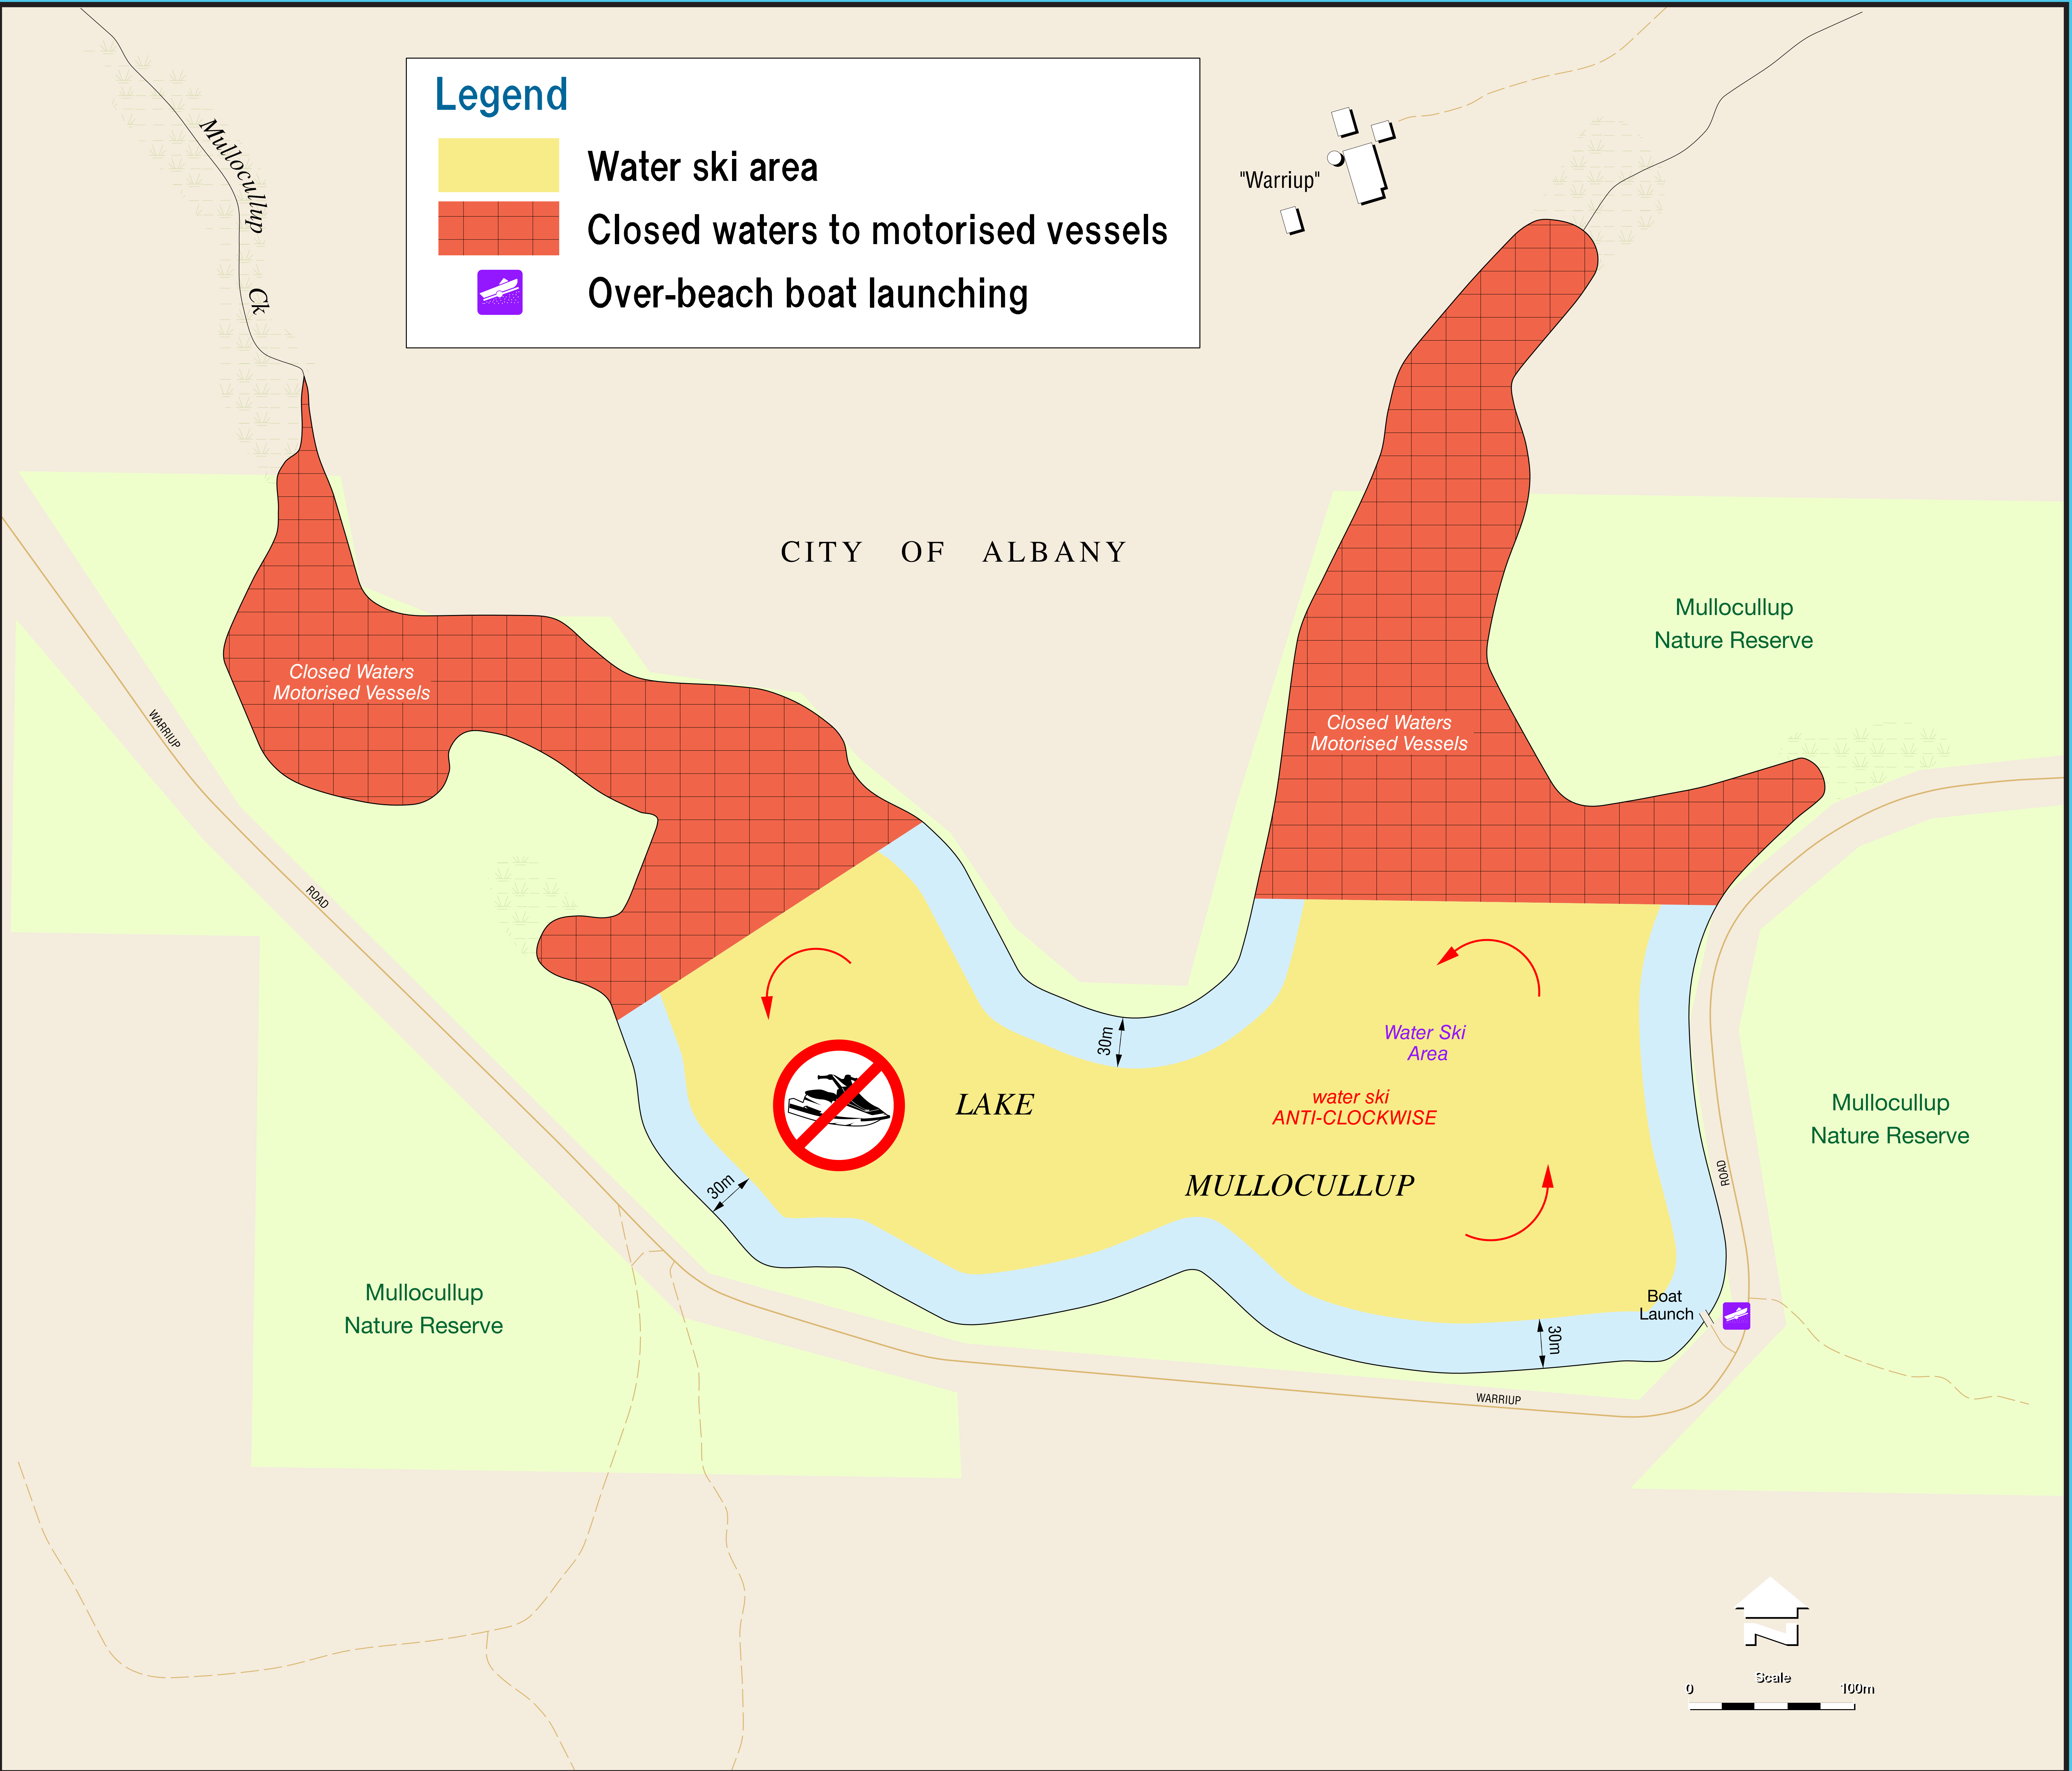 Legend
Water ski area
Closed waters to motorised vessels
Over-beach boat launching
Mullocullup
Ck
"Warriup"
CITY OF ALBANY
Mullocullup
Nature Reserve
Closed Waters
Motorised Vessels
Closed Waters
Motorised Vessels
WARRIUP
ROAD
30m
Water Ski
Area
LAKE
water ski
ANTI-CLOCKWISE
Mullocullup
Nature Reserve
MULLOCULLUP
30m
ROAD
Mullocullup
Nature Reserve
Boat
Launch
30m
WARRIUP
N
Scale
0 100m